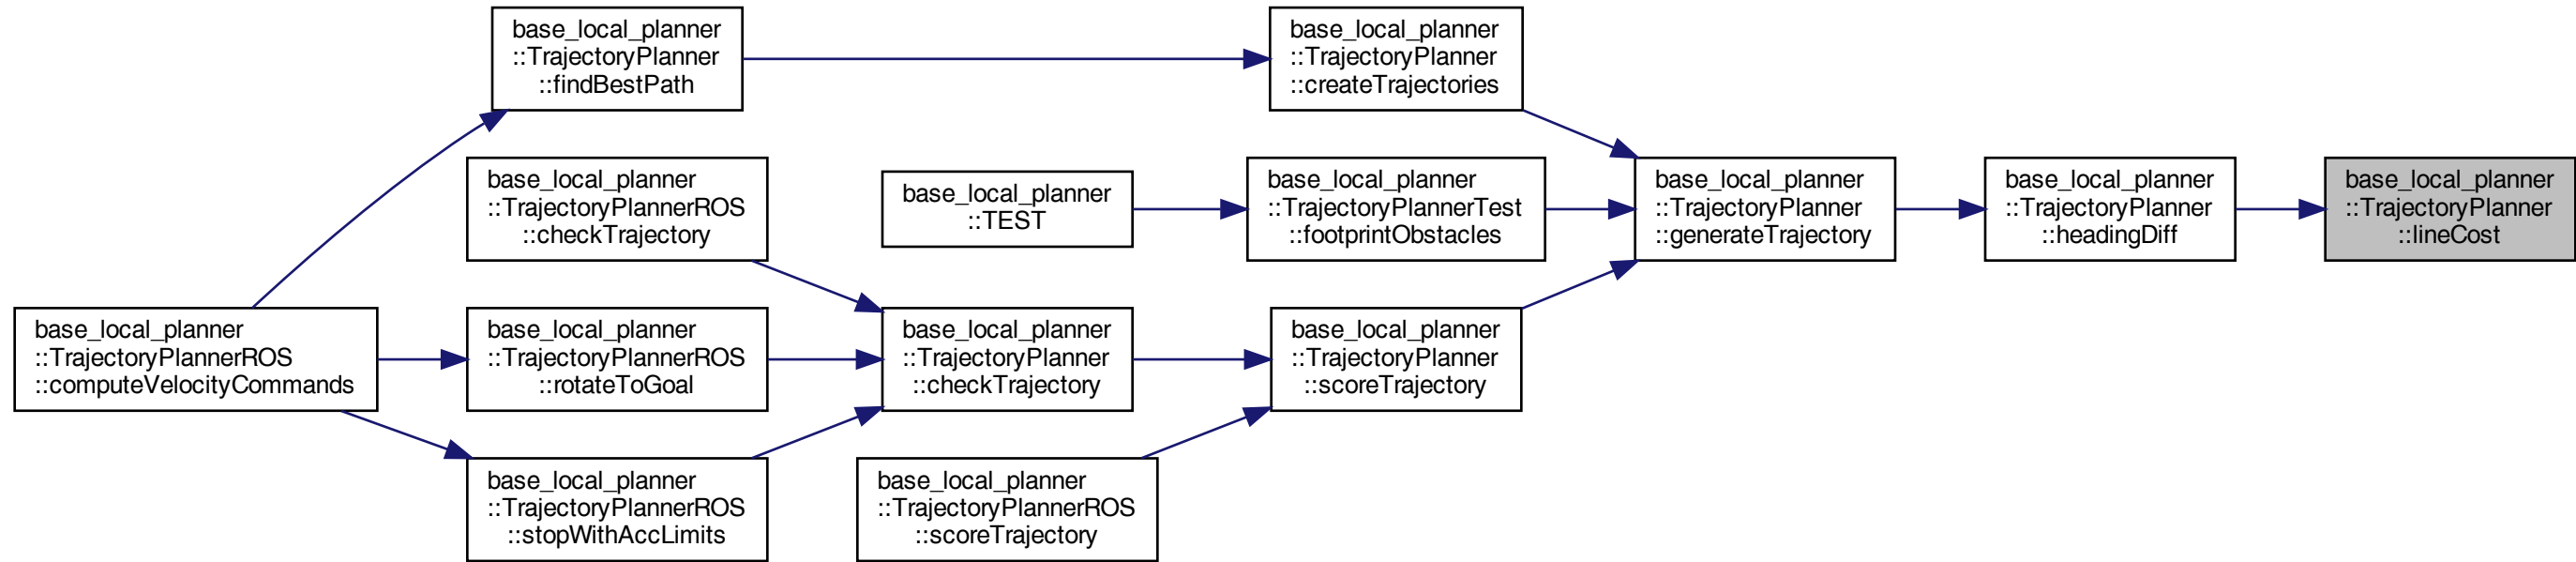 base_local_planner
::TrajectoryPlanner
::findBestPath
base_local_planner
::TrajectoryPlanner
::createTrajectories
base_local_planner
::TrajectoryPlannerROS
::checkTrajectory
base_local_planner
::TEST
base_local_planner
::TrajectoryPlannerTest
::footprintObstacles
base_local_planner
::TrajectoryPlanner
::generateTrajectory
base_local_planner
::TrajectoryPlanner
::headingDiff
base_local_planner
::TrajectoryPlanner
::lineCost
base_local_planner
::TrajectoryPlannerROS
::computeVelocityCommands
base_local_planner
::TrajectoryPlannerROS
::rotateToGoal
base_local_planner
::TrajectoryPlanner
::checkTrajectory
base_local_planner
::TrajectoryPlanner
::scoreTrajectory
base_local_planner
::TrajectoryPlannerROS
::stopWithAccLimits
base_local_planner
::TrajectoryPlannerROS
::scoreTrajectory